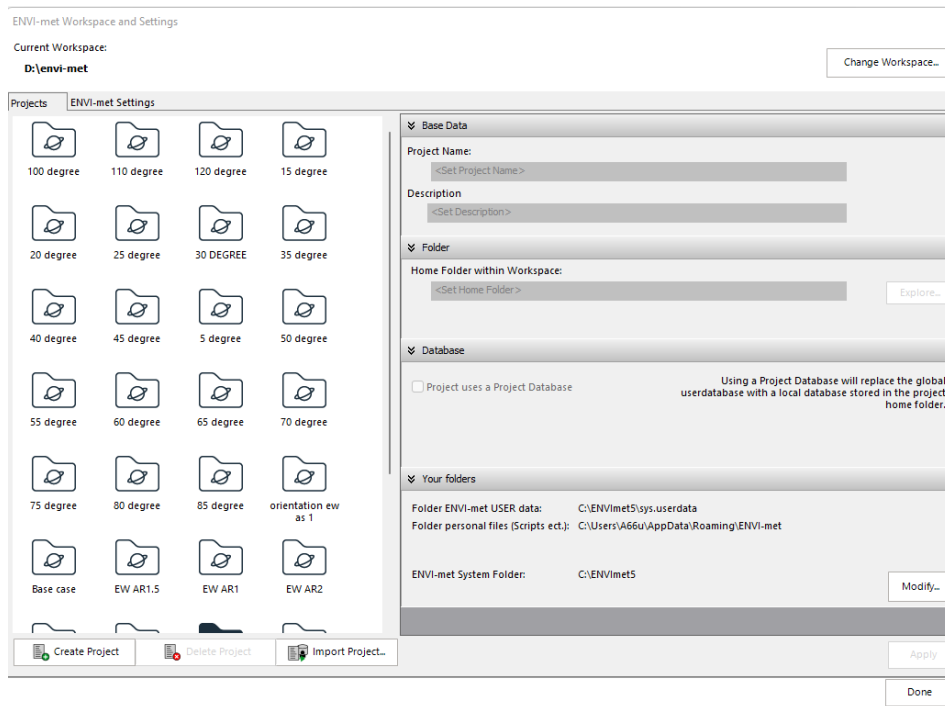 ENVI-met Workspace and Settings
Current Workspace:
D:\envi-met
Change Workspace...
Projects
ENVI-met Settings
100 degree
110 degree
120 degree
15 degree
20 degree
25 degree
30 DEGREE
35 degree
40 degree
45 degree
5 degree
50 degree
55 degree
60 degree
65 degree
70 degree
75 degree
80 degree
85 degree
orientation ew
as 1
Base case
EW AR1.5
EW AR1
EW AR2
Create Project
Delete Project
Import Project...
Base Data
Project Name:
<Set Project Name>
Description
<Set Description>
Folder
Home Folder within Workspace:
<Set Home Folder>
Explore...
Database
Project uses a Project Database
Using a Project Database will replace the global
userdatabase with a local database stored in the project
home folder.
Your folders
Folder ENVI-met USER data:
C:\ENVImet5\sys.userdata
Folder personal files (Scripts ect.):
C:\Users\A66u\AppData\Roaming\ENVI-met
ENVI-met System Folder:
C:\ENVImet5
Modify...
Apply
Done